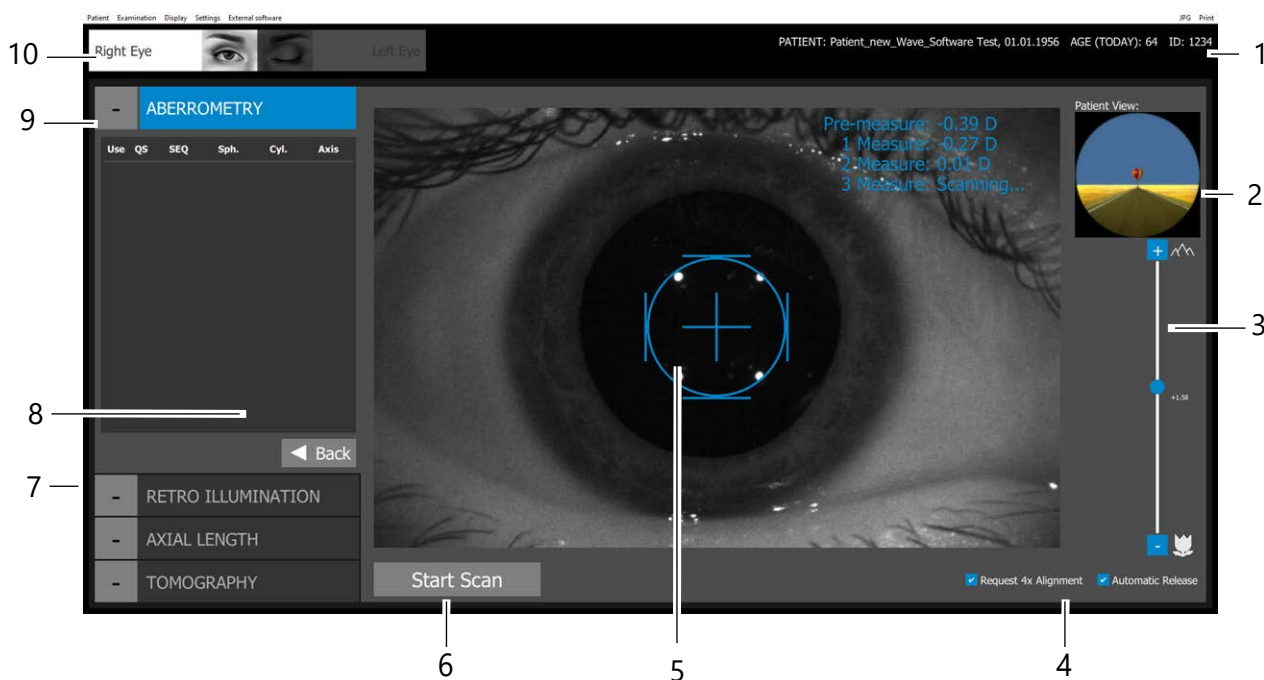 Patient Examination Display Settings External software JPG Print
10 Right Eye Left Eye PATIENT: Patient_new_Wave_Software Test, 01.01.1956 AGE (TODAY): 64 ID: 1234 1
9 - ABERROMETRY
Use QS SEQ Sph. Cyl. Axis
Pre-measure: -0.39 D
1 Measure: -0.27 D
2 Measure: 0.01 D
3 Measure: Scanning...
Patient View:
2
+
3
+1.58
8
Back
7
- RETRO ILLUMINATION
- AXIAL LENGTH
- TOMOGRAPHY
-
Start Scan
Request 4x Alignment Automatic Release
6 5 4